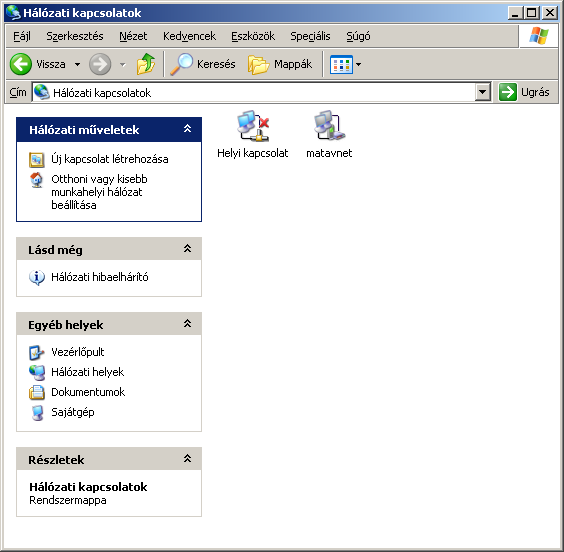 Hálózati kapcsolatok
Fájl Szerkesztés Nézet Kedvencek Eszközök Speciális Súgó
Vissza Keresés Mappák
Cím Hálózati kapcsolatok Ugrás
Hálózati műveletek
Új kapcsolat létrehozása
Otthoni vagy kisebb
munkahelyi hálózat
beállítása
Lásd még
Hálózati hibaelhárító
Egyéb helyek
Vezérlőpult
Hálózati helyek
Dokumentumok
Sajátgép
Részletek
Hálózati kapcsolatok
Rendszermappa
Helyi kapcsolat matavnet